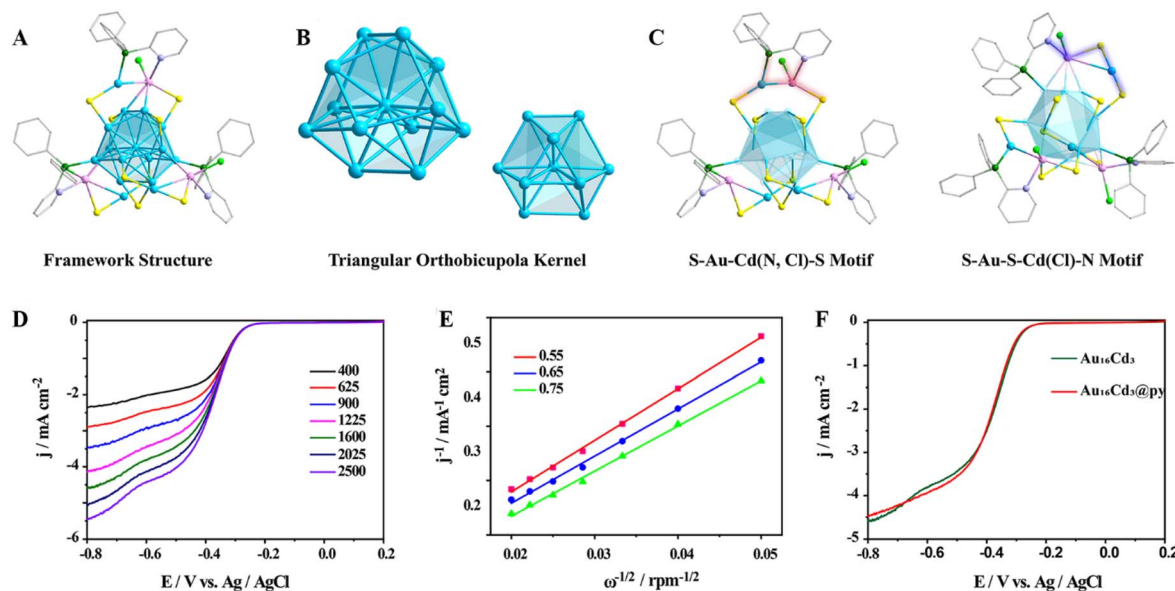 A
B
C
Framework Structure
Triangular Orthobicupola Kernel
S-Au-Cd(N, Cl)-S Motif
S-Au-S-Cd(Cl)-N Motif
D
0
-1
-2
-3
-4
-5
-6
j / mA cm⁻²
400
625
900
1225
1600
2025
2500
-0.8
-0.6
-0.4
-0.2
0.0
0.2
E / V vs. Ag / AgCl
E
0.5
0.4
0.3
0.2
j⁻¹ / mA⁻¹ cm²
0.55
0.65
0.75
0.02
0.03
0.04
0.05
ω⁻¹/² / rpm⁻¹/²
F
0
-1
-2
-3
-4
-5
j / mA cm⁻²
Au₁₆Cd₃
Au₁₆Cd₃@py
-0.8
-0.6
-0.4
-0.2
0.0
0.2
E / V vs. Ag / AgCl